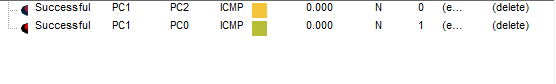 Successful PC1 PC2 ICMP 0.000 N 0 (e... (delete)
Successful PC1 PC0 ICMP 0.000 N 1 (e... (delete)